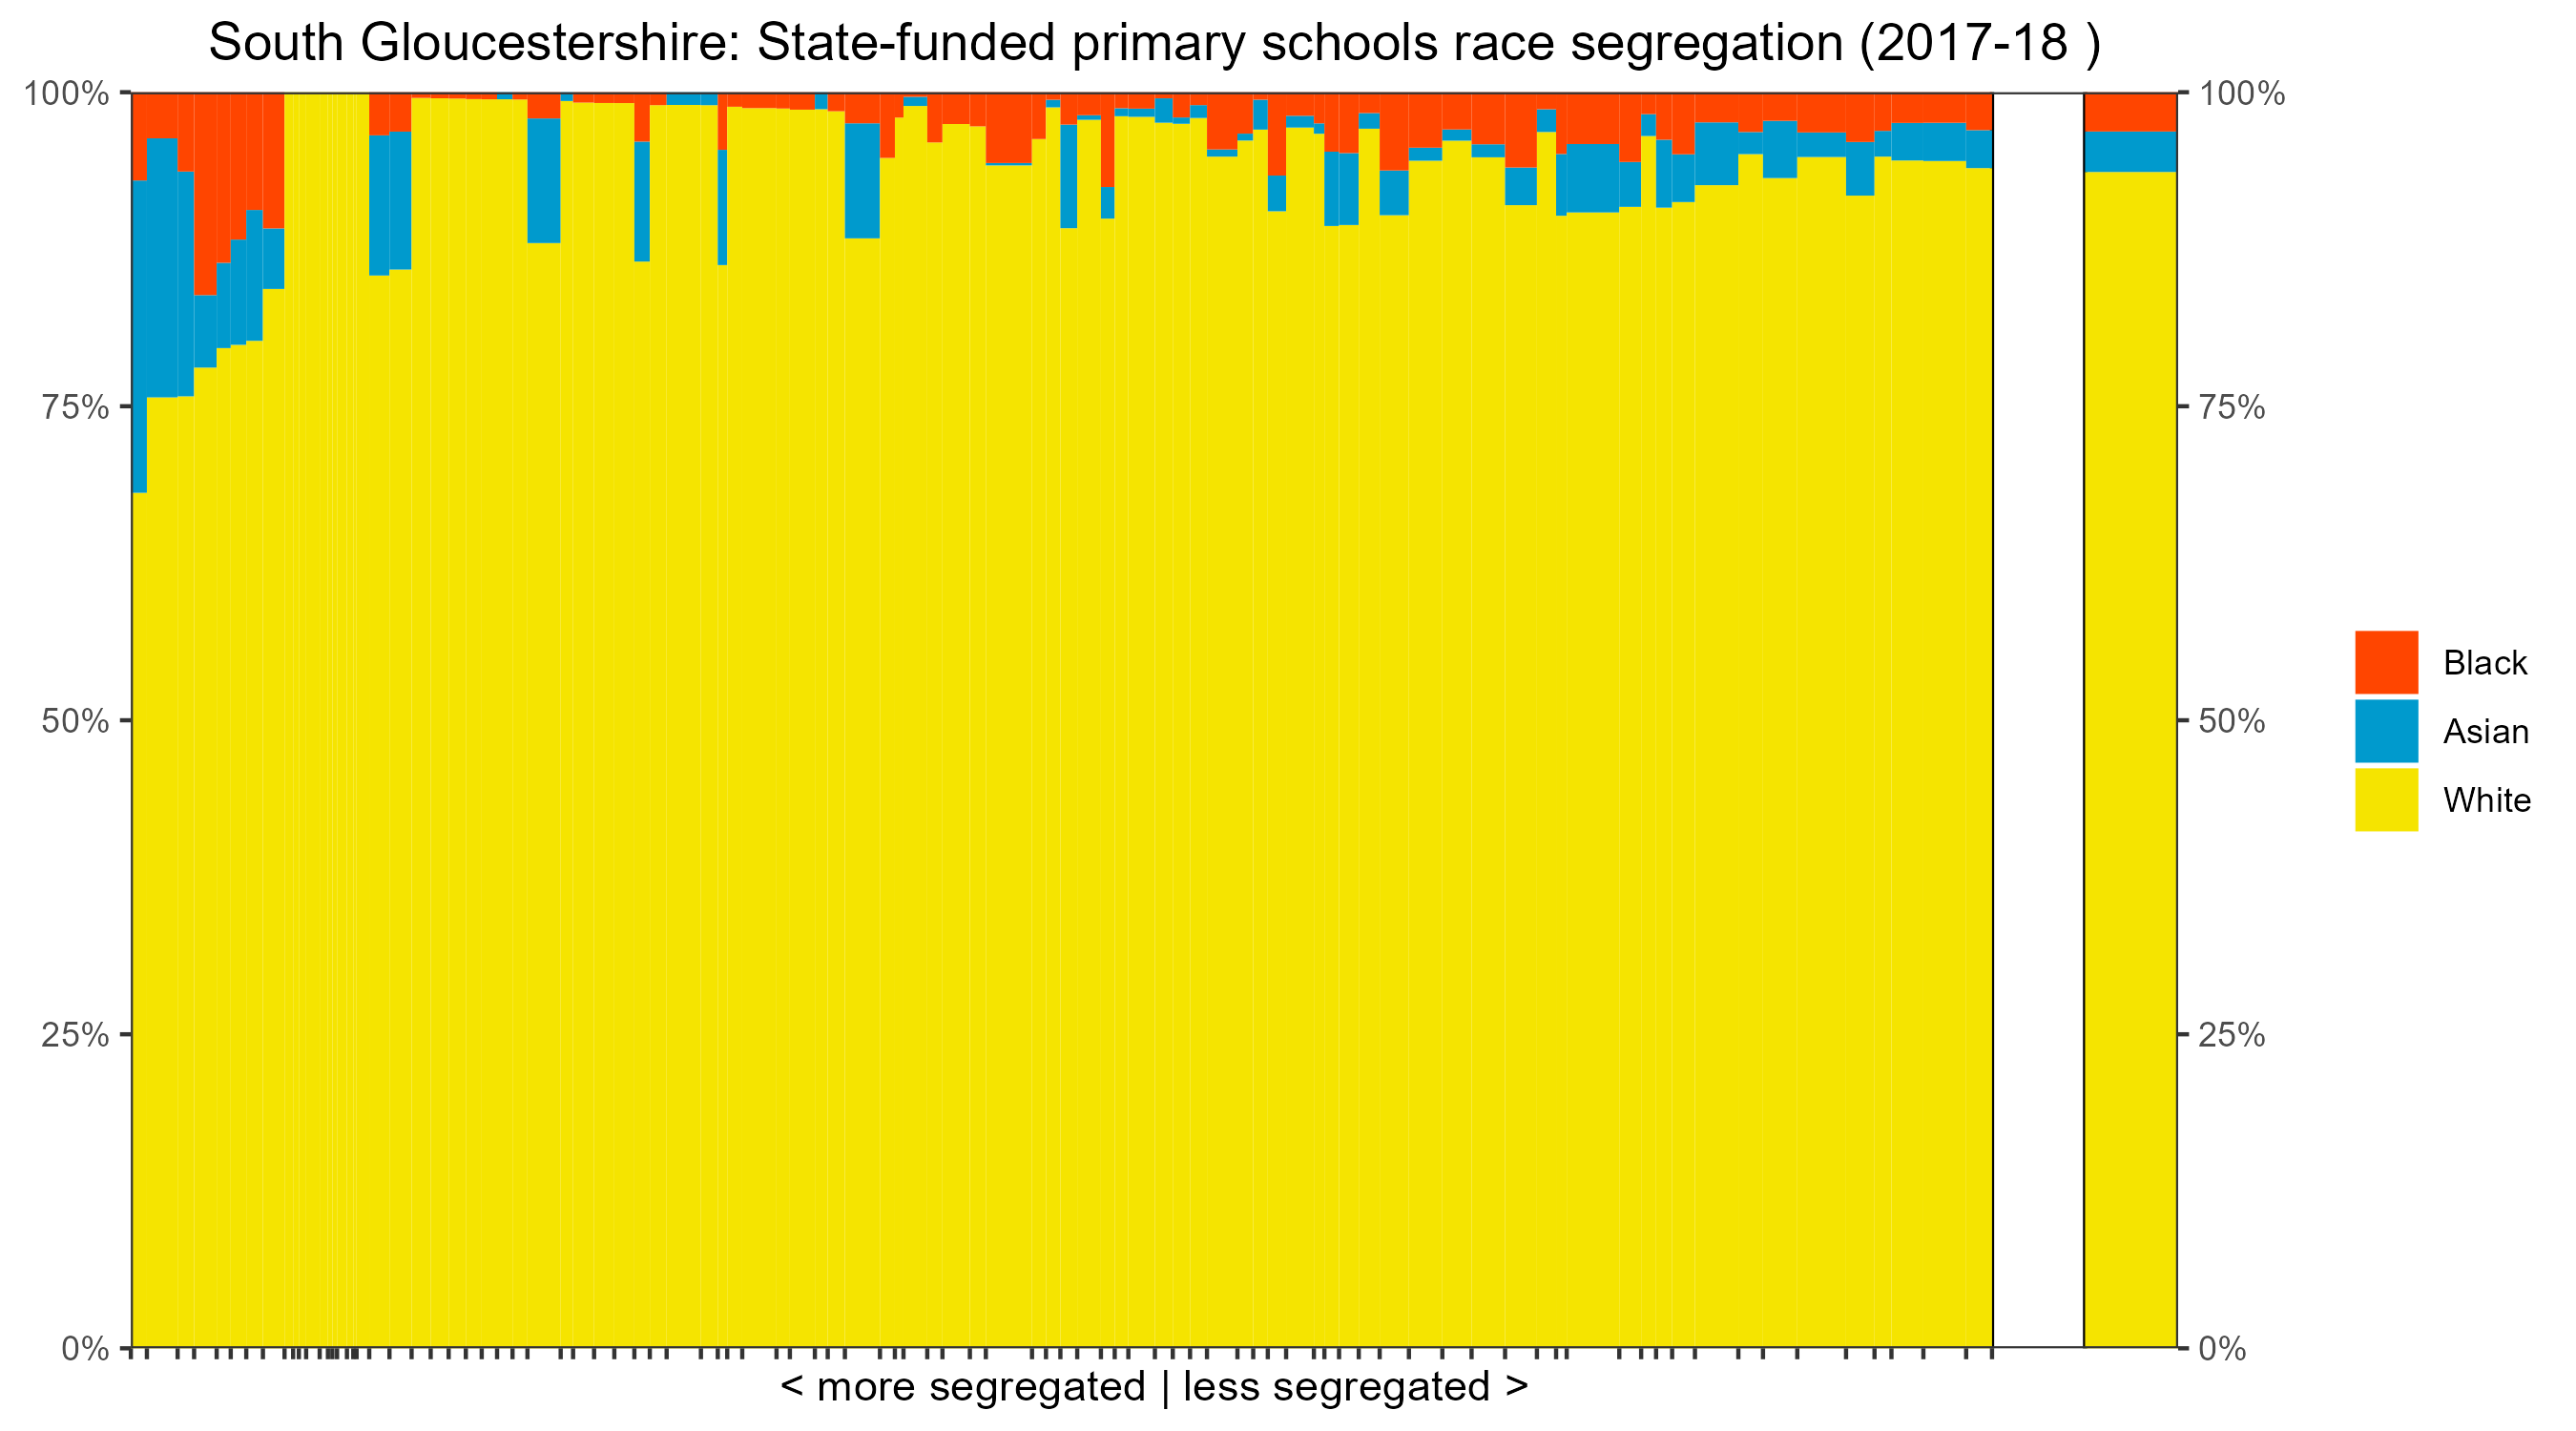 South Gloucestershire: State-funded primary schools race segregation (2017-18 )
100%
75%
50%
25%
0%
100%
75%
50%
25%
0%
Black
Asian
White
< more segregated | less segregated >